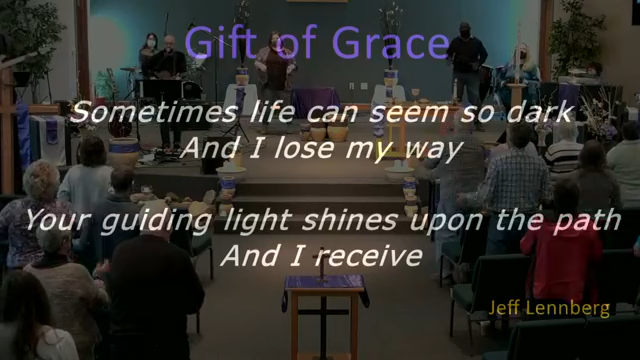 Gift of Grace
Sometimes life can seem so dark
And I lose my way
Your guiding light shines upon the path
And I receive
Jeff Lennberg